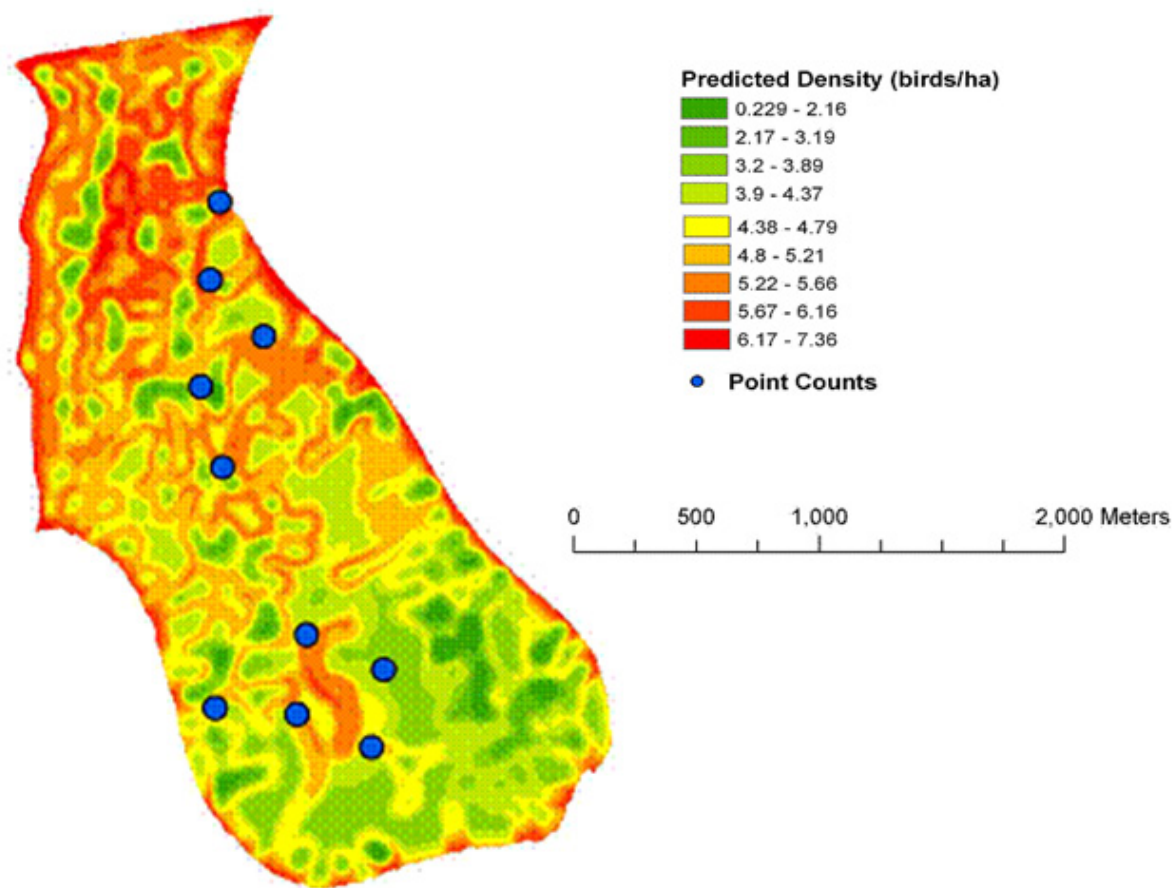 Predicted Density (birds/ha)
0.229 - 2.16
2.17 - 3.19
3.2 - 3.89
3.9 - 4.37
4.38 - 4.79
4.8 - 5.21
5.22 - 5.66
5.67 - 6.16
6.17 - 7.36
Point Counts
0 500 1,000 2,000 Meters